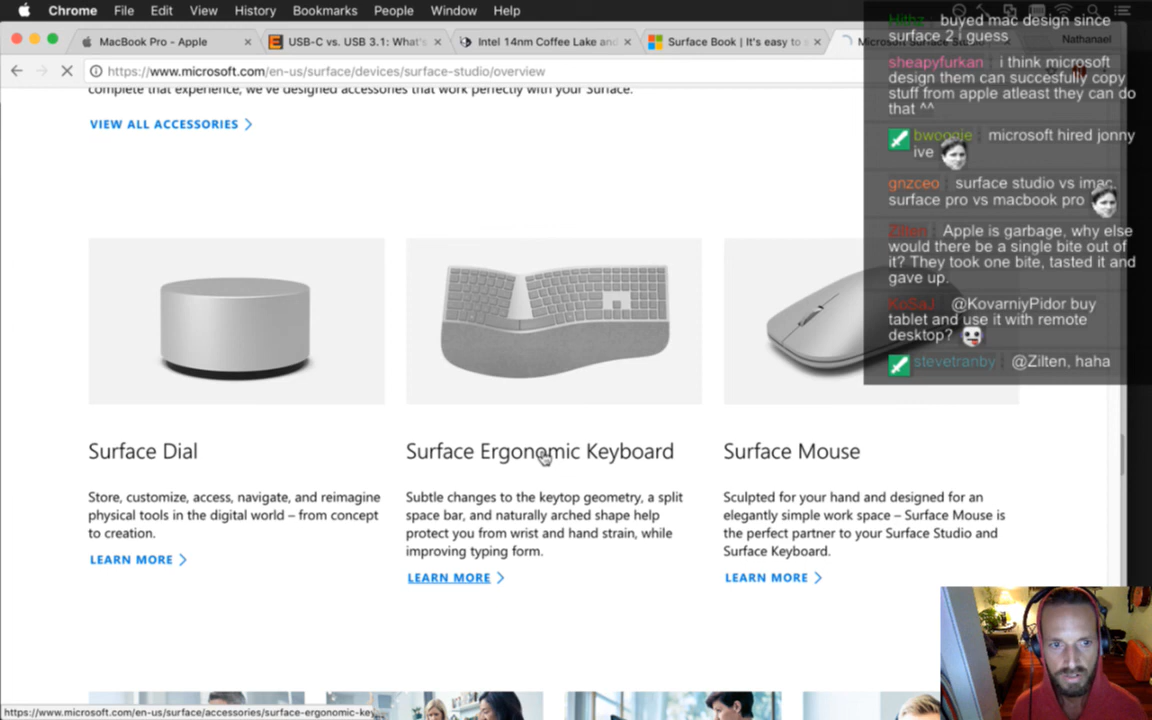 Chrome File Edit View History Bookmarks People Window Help
MacBook Pro - Apple
USB-C vs. USB 3.1: What's
Intel 14nm Coffee Lake and
Surface Book | It's easy to s
Microsoft Surface Studio
Nathanael
https://www.microsoft.com/en-us/surface/devices/surface-studio/overview
complete that experience, we've designed accessories that work perfectly with your Surface.
VIEW ALL ACCESSORIES
Hithz buyed mac design since
surface 2 i guess
sheapyfurkan i think microsoft
design them can succesfully copy
stuff from apple atleast they can do
that ^^
bwoogie microsoft hired jonny
ive
gnzceo surface studio vs imac,
surface pro vs macbook pro
Zilten Apple is garbage, why else
would there be a single bite out of
it? They took one bite, tasted it and
gave up.
KoSaJ @KovarniyPidor buy
tablet and use it with remote
desktop?
stevetranby @Zilten, haha
Surface Dial
Store, customize, access, navigate, and reimagine
physical tools in the digital world – from concept
to creation.
LEARN MORE
Surface Ergonomic Keyboard
Subtle changes to the keytop geometry, a split
space bar, and naturally arched shape help
protect you from wrist and hand strain, while
improving typing form.
LEARN MORE
Surface Mouse
Sculpted for your hand and designed for an
elegantly simple work space – Surface Mouse is
the perfect partner to your Surface Studio and
Surface Keyboard.
LEARN MORE
https://www.microsoft.com/en-us/surface/accessories/surface-ergonomic-key